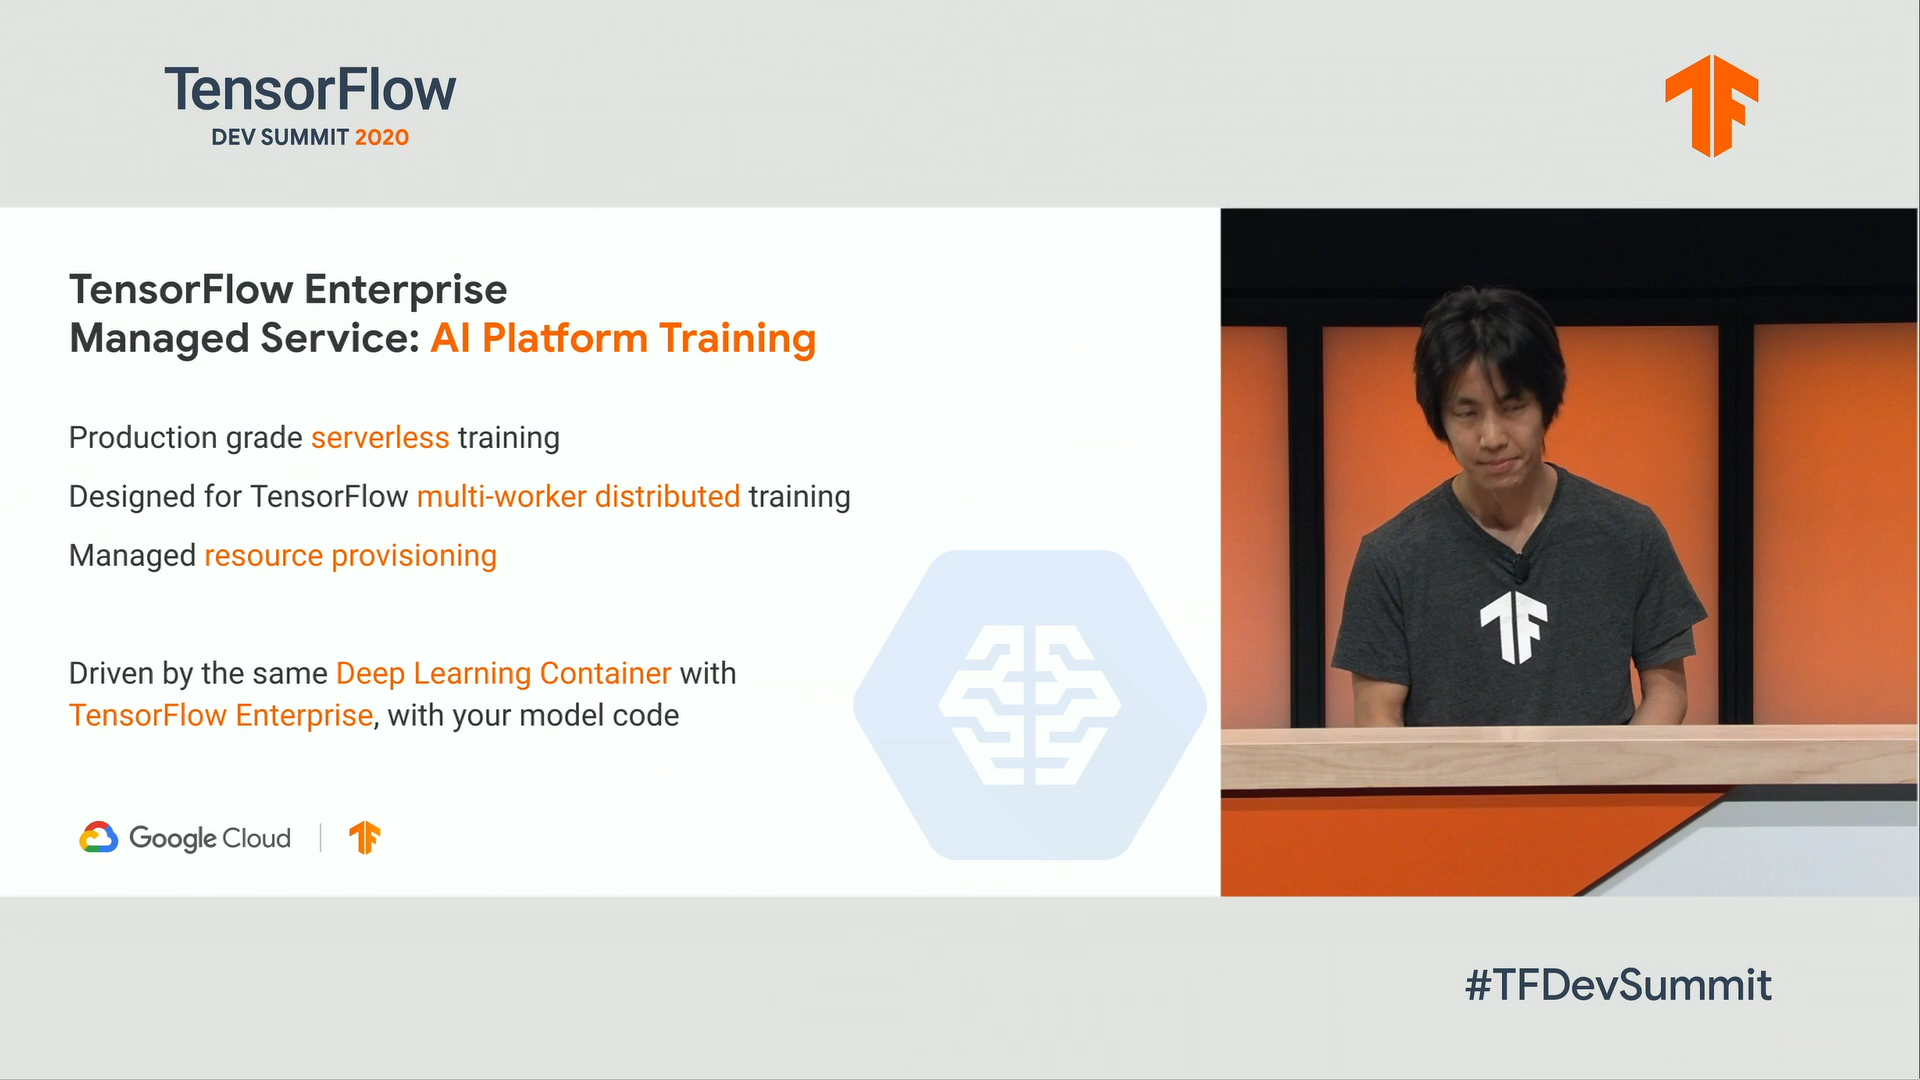 TensorFlow
DEV SUMMIT 2020
TensorFlow Enterprise
Managed Service: AI Platform Training
Production grade serverless training
Designed for TensorFlow multi-worker distributed training
Managed resource provisioning
Driven by the same Deep Learning Container with
TensorFlow Enterprise, with your model code
Google Cloud
#TFDevSummit